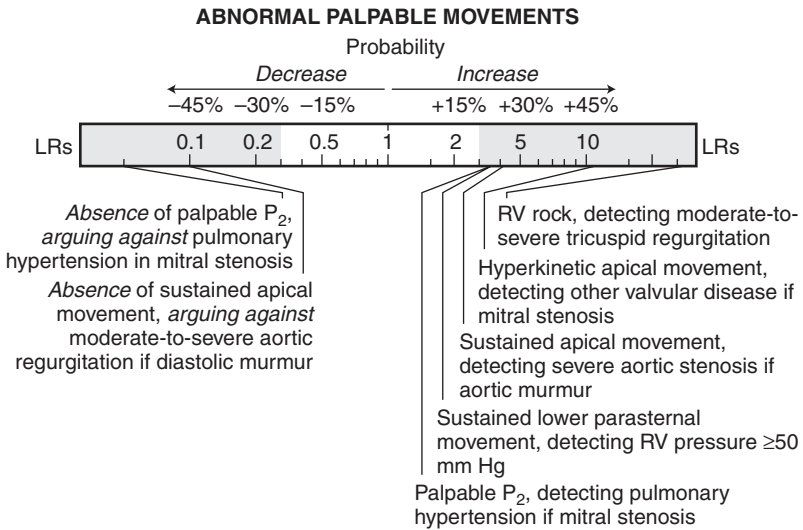 ABNORMAL PALPABLE MOVEMENTS
Probability
Decrease Increase
–45% –30% –15% +15% +30% +45%
LRs 0.1 0.2 0.5 1 2 5 10 LRs
Absence of palpable P2,
arguing against pulmonary
hypertension in mitral stenosis
Absence of sustained apical
movement, arguing against
moderate-to-severe aortic
regurgitation if diastolic murmur
RV rock, detecting moderate-to-
severe tricuspid regurgitation
Hyperkinetic apical movement,
detecting other valvular disease if
mitral stenosis
Sustained apical movement,
detecting severe aortic stenosis if
aortic murmur
Sustained lower parasternal
movement, detecting RV pressure ≥50
mm Hg
Palpable P2, detecting pulmonary
hypertension if mitral stenosis